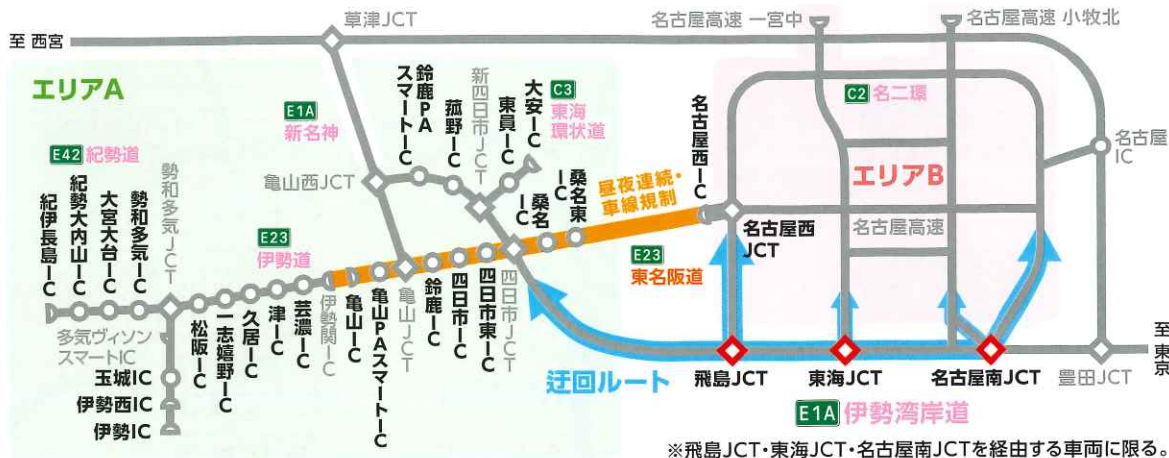 草津JCT
名古屋高速 一宮中
名古屋高速 小牧北
至 西宮
エリアA
E1A
新名神
鈴鹿PA
スマートIC
菰野IC
新四日市JCT
東員IC
大安IC
C3
東海
環状道
C2 名二環
名古屋
IC
E42 紀勢道
紀伊長島IC
紀勢大内山IC
大宮大台IC
勢和多気IC
勢和多気JCT
亀山西JCT
桑名IC
桑名東IC
昼夜連続・
車線規制
名古屋西IC
エリアB
名古屋西
JCT
名古屋高速
E23
伊勢道
E23
東名阪道
多気ヴィソン
スマートIC
玉城IC
伊勢西IC
伊勢IC
松阪IC
一志嬉野IC
久居IC
津IC
芸濃IC
伊勢関IC
亀山IC
亀山PAスマートIC
亀山JCT
鈴鹿IC
四日市IC
四日市東IC
四日市JCT
迂回ルート
飛島JCT
東海JCT
名古屋南JCT
豊田JCT
至
東
京
E1A 伊勢湾岸道
※飛島JCT・東海JCT・名古屋南JCTを経由する車両に限る。